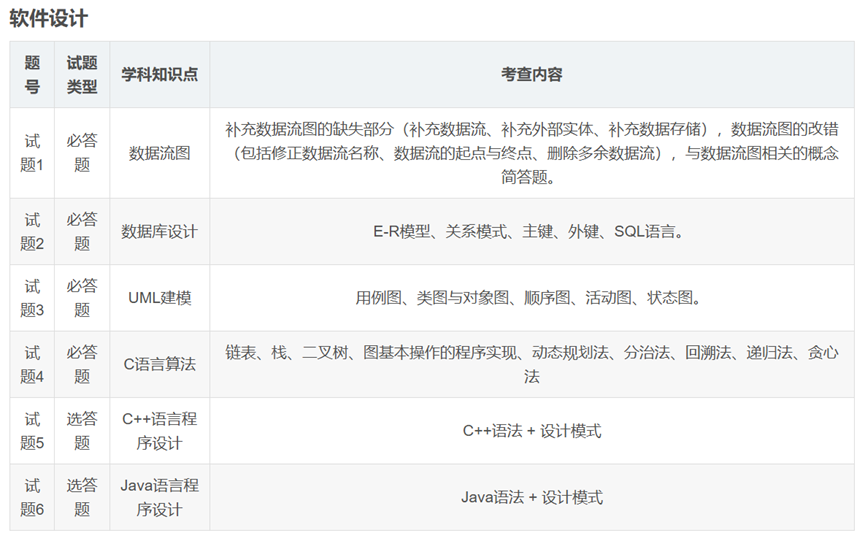 软件设计
题号 试题类型 学科知识点 考查内容
试题1 必答题 数据流图 补充数据流图的缺失部分（补充数据流、补充外部实体、补充数据存储），数据流图的改错
（包括修正数据流名称、数据流的起点与终点、删除多余数据流），与数据流图相关的概念
简答题。
试题2 必答题 数据库设计 E-R模型、关系模式、主键、外键、SQL语言。
试题3 必答题 UML建模 用例图、类图与对象图、顺序图、活动图、状态图。
试题4 必答题 C语言算法 链表、栈、二叉树、图基本操作的程序实现、动态规划法、分治法、回溯法、递归法、贪心
法
试题5 选答题 C++语言程序设计 C++语法 + 设计模式
试题6 选答题 Java语言程序设计 Java语法 + 设计模式